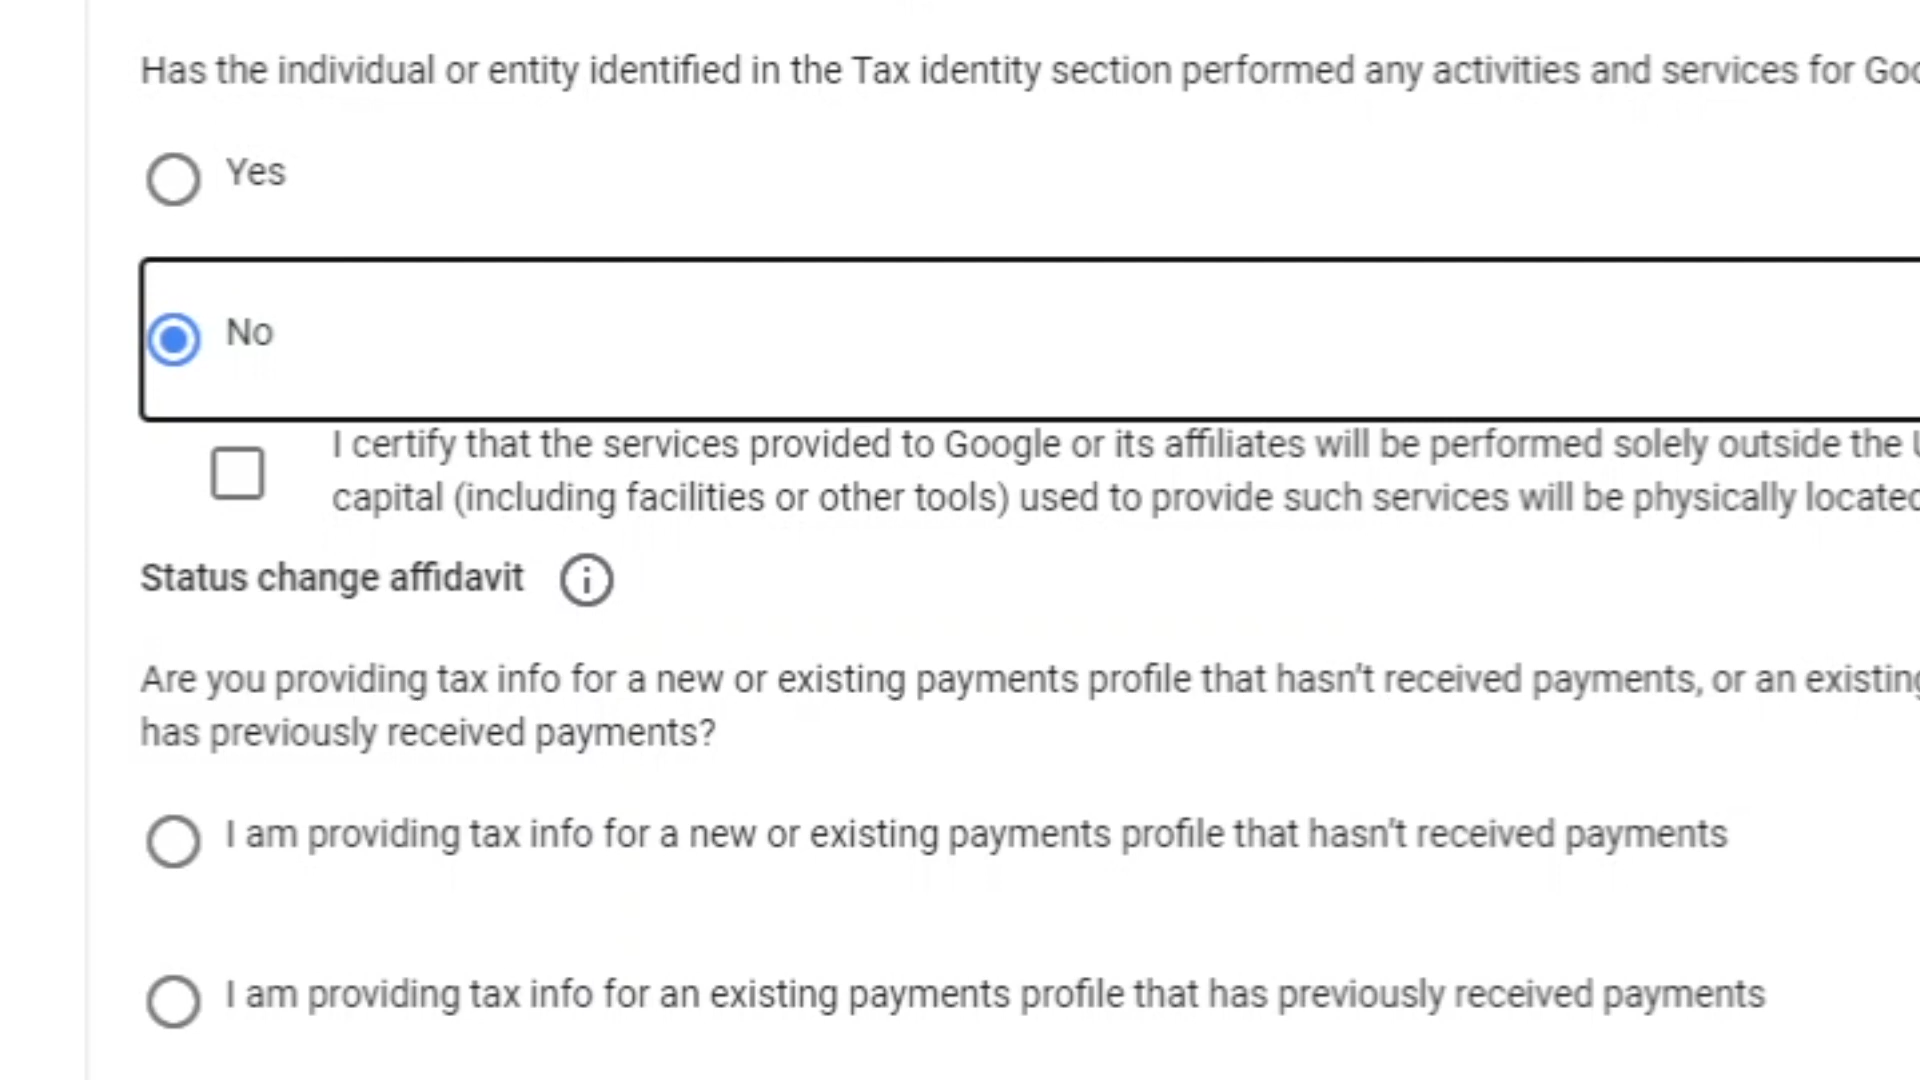 Has the individual or entity identified in the Tax identity section performed any activities and services for
Yes
No
I certify that the services provided to Google or its affiliates will be performed solely outside the
capital (including facilities or other tools) used to provide such services will be physically
Status change affidavit
Are you providing tax info for a new or existing payments profile that hasn't received payments, or an existing
has previously received payments?
I am providing tax info for a new or existing payments profile that hasn't received payments
I am providing tax info for an existing payments profile that has previously received payments